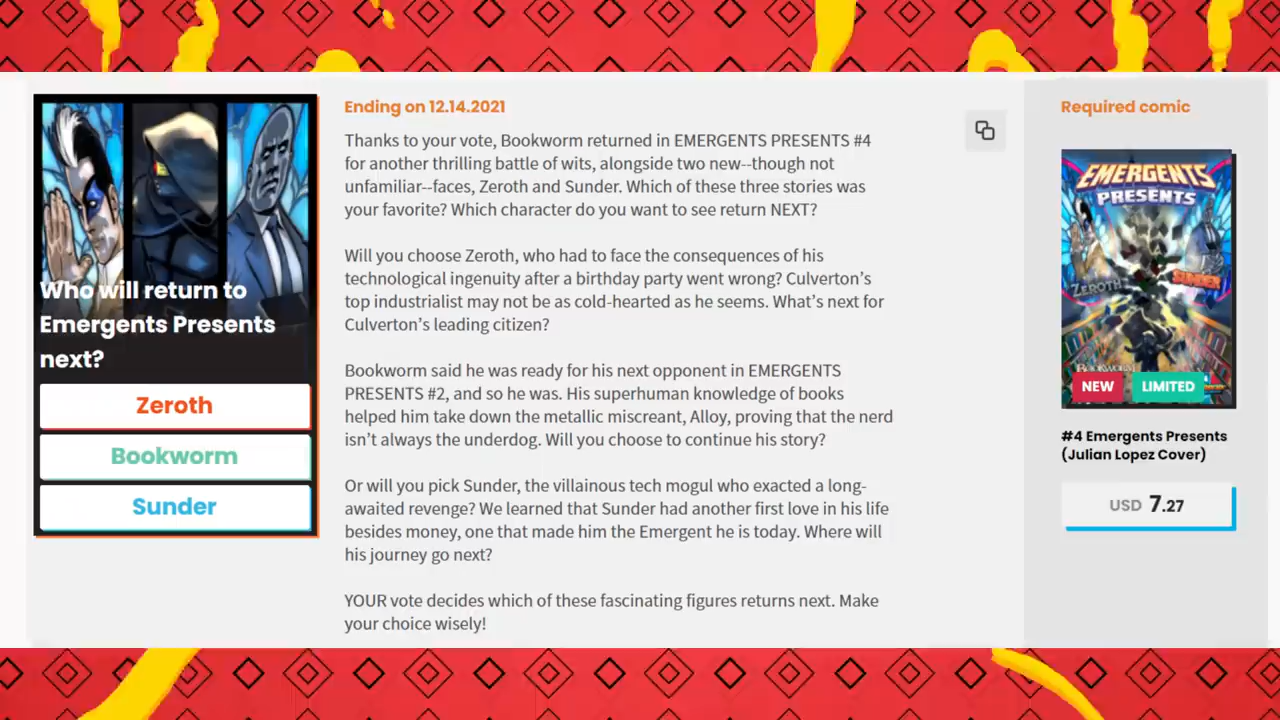 Who will return to
Emergents Presents
next?
Zeroth
Bookworm
Sunder
Ending on 12.14.2021
Thanks to your vote, Bookworm returned in EMERGENTS PRESENTS #4
for another thrilling battle of wits, alongside two new--though not
unfamiliar--faces, Zeroth and Sunder. Which of these three stories was
your favorite? Which character do you want to see return NEXT?
Will you choose Zeroth, who had to face the consequences of his
technological ingenuity after a birthday party went wrong? Culverton’s
top industrialist may not be as cold-hearted as he seems. What’s next for
Culverton’s leading citizen?
Bookworm said he was ready for his next opponent in EMERGENTS
PRESENTS #2, and so he was. His superhuman knowledge of books
helped him take down the metallic miscreant, Alloy, proving that the nerd
isn’t always the underdog. Will you choose to continue his story?
Or will you pick Sunder, the villainous tech mogul who exacted a long-
awaited revenge? We learned that Sunder had another first love in his life
besides money, one that made him the Emergent he is today. Where will
his journey go next?
YOUR vote decides which of these fascinating figures returns next. Make
your choice wisely!
Required comic
EMERGENTS
PRESENTS
ZEROTH
SUNDER
BOOKWORM
NEW
LIMITED
#4 Emergents Presents
(Julian Lopez Cover)
USD 7.27